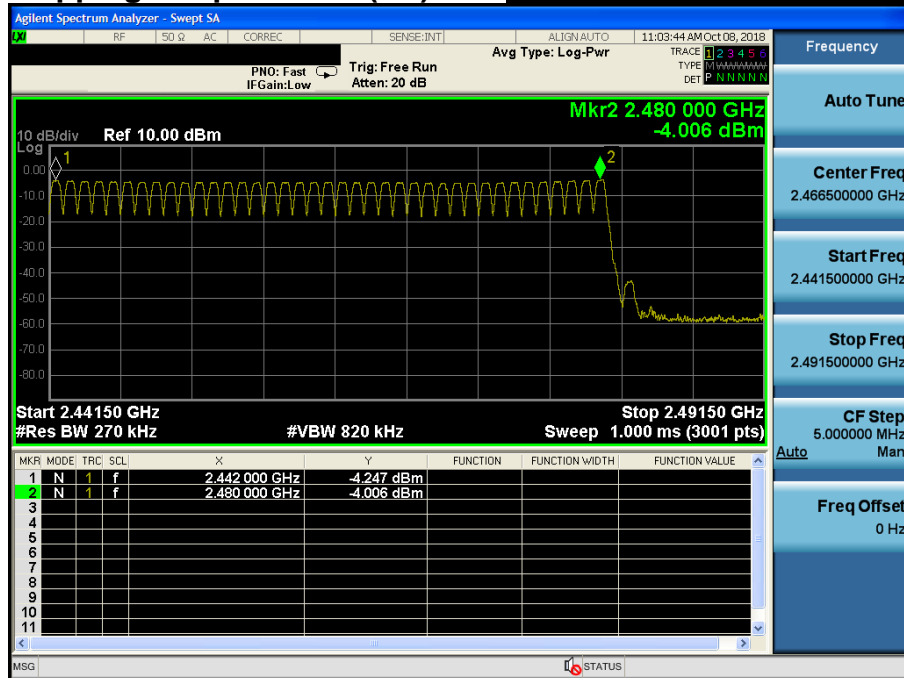 Agilent Spectrum Analyzer - Swept SA
LXI RF 50 Ω AC CORREC SENSE:INT ALIGN AUTO 11:03:44 AM Oct 08, 2018
Frequency
Avg Type: Log-Pwr TRACE 1 2 3 4 5 6
PNO: Fast Trig: Free Run TYPE M
IFGain:Low Atten: 20 dB DET P N N N N N
Auto Tune
Mkr2 2.480 000 GHz
10 dB/div Ref 10.00 dBm -4.006 dBm
Log
1
2
0.00
-10.0
-20.0
-30.0
-40.0
-50.0
-60.0
-70.0
-80.0
Center Freq
2.466500000 GHz
Start Freq
2.441500000 GHz
Stop Freq
2.491500000 GHz
Start 2.44150 GHz Stop 2.49150 GHz
#Res BW 270 kHz #VBW 820 kHz Sweep 1.000 ms (3001 pts)
CF Step
5.000000 MHz
Auto Man
MKR MODE TRC SCL X Y FUNCTION FUNCTION WIDTH FUNCTION VALUE
1 N 1 f 2.442 000 GHz -4.247 dBm
2 N 1 f 2.480 000 GHz -4.006 dBm
3
4
5
6
7
8
9
10
11
Freq Offset
0 Hz
MSG STATUS